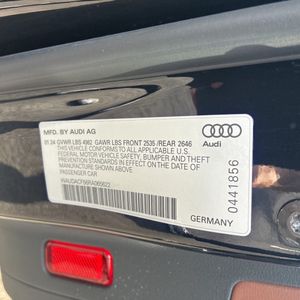 MFD. BY AUDI AG
01.24 GVWR LBS 4982 GAWR LBS FRONT 2535 /REAR 2646
THIS VEHICLE CONFORMS TO ALL APPLICABLE U.S.
FEDERAL MOTOR VEHICLE SAFETY, BUMPER AND THEFT
PREVENTION STANDARDS IN EFFECT ON THE DATE OF
MANUFACTURE SHOWN ABOVE.
PASSENGER CAR
Audi
0441856
GERMANY